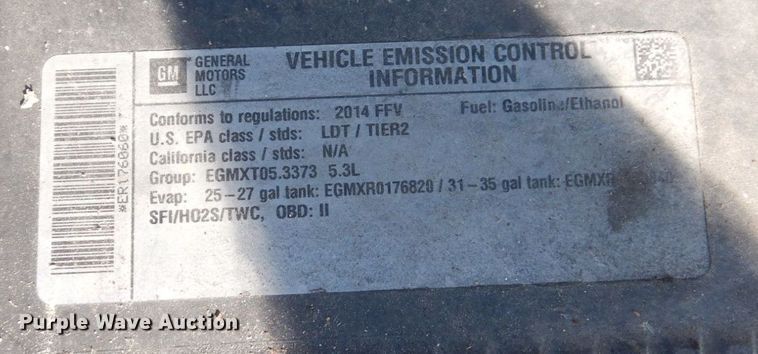 GM
GENERAL
MOTORS
LLC
VEHICLE EMISSION CONTROL
INFORMATION
Conforms to regulations: 2014 FFV Fuel: Gasoline/Ethanol
U.S. EPA class / stds: LDT / TIER2
California class / stds: N/A
Group: EGMXT05.3373 5.3L
Evap: 25-27 gal tank: EGMXR0176820 / 31-35 gal tank:
SFI/HO2S/TWC, OBD: II
*ER176060*
Purple Wave Auction